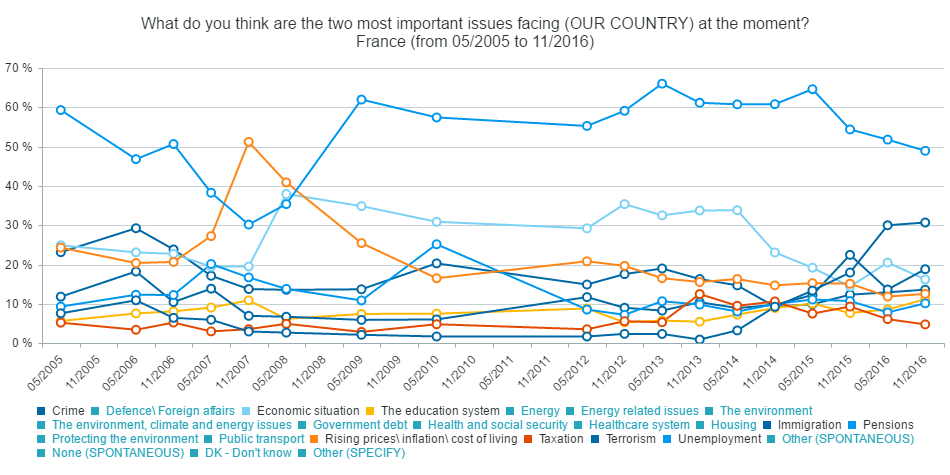 What do you think are the two most important issues facing (OUR COUNTRY) at the moment?
France (from 05/2005 to 11/2016)
70 %
60 %
50 %
40 %
30 %
20 %
10 %
0 %
05/2005 11/2005 05/2006 11/2006 05/2007 11/2007 05/2008 11/2008 05/2009 11/2009 05/2010 11/2010 05/2011 11/2011 05/2012 11/2012 05/2013 11/2013 05/2014 11/2014 05/2015 11/2015 05/2016 11/2016
Crime Defence\ Foreign affairs Economic situation The education system Energy Energy related issues The environment
The environment, climate and energy issues Government debt Health and social security Healthcare system Housing Immigration Pensions
Protecting the environment Public transport Rising prices\ inflation\ cost of living Taxation Terrorism Unemployment Other (SPONTANEOUS)
None (SPONTANEOUS) DK - Don't know Other (SPECIFY)